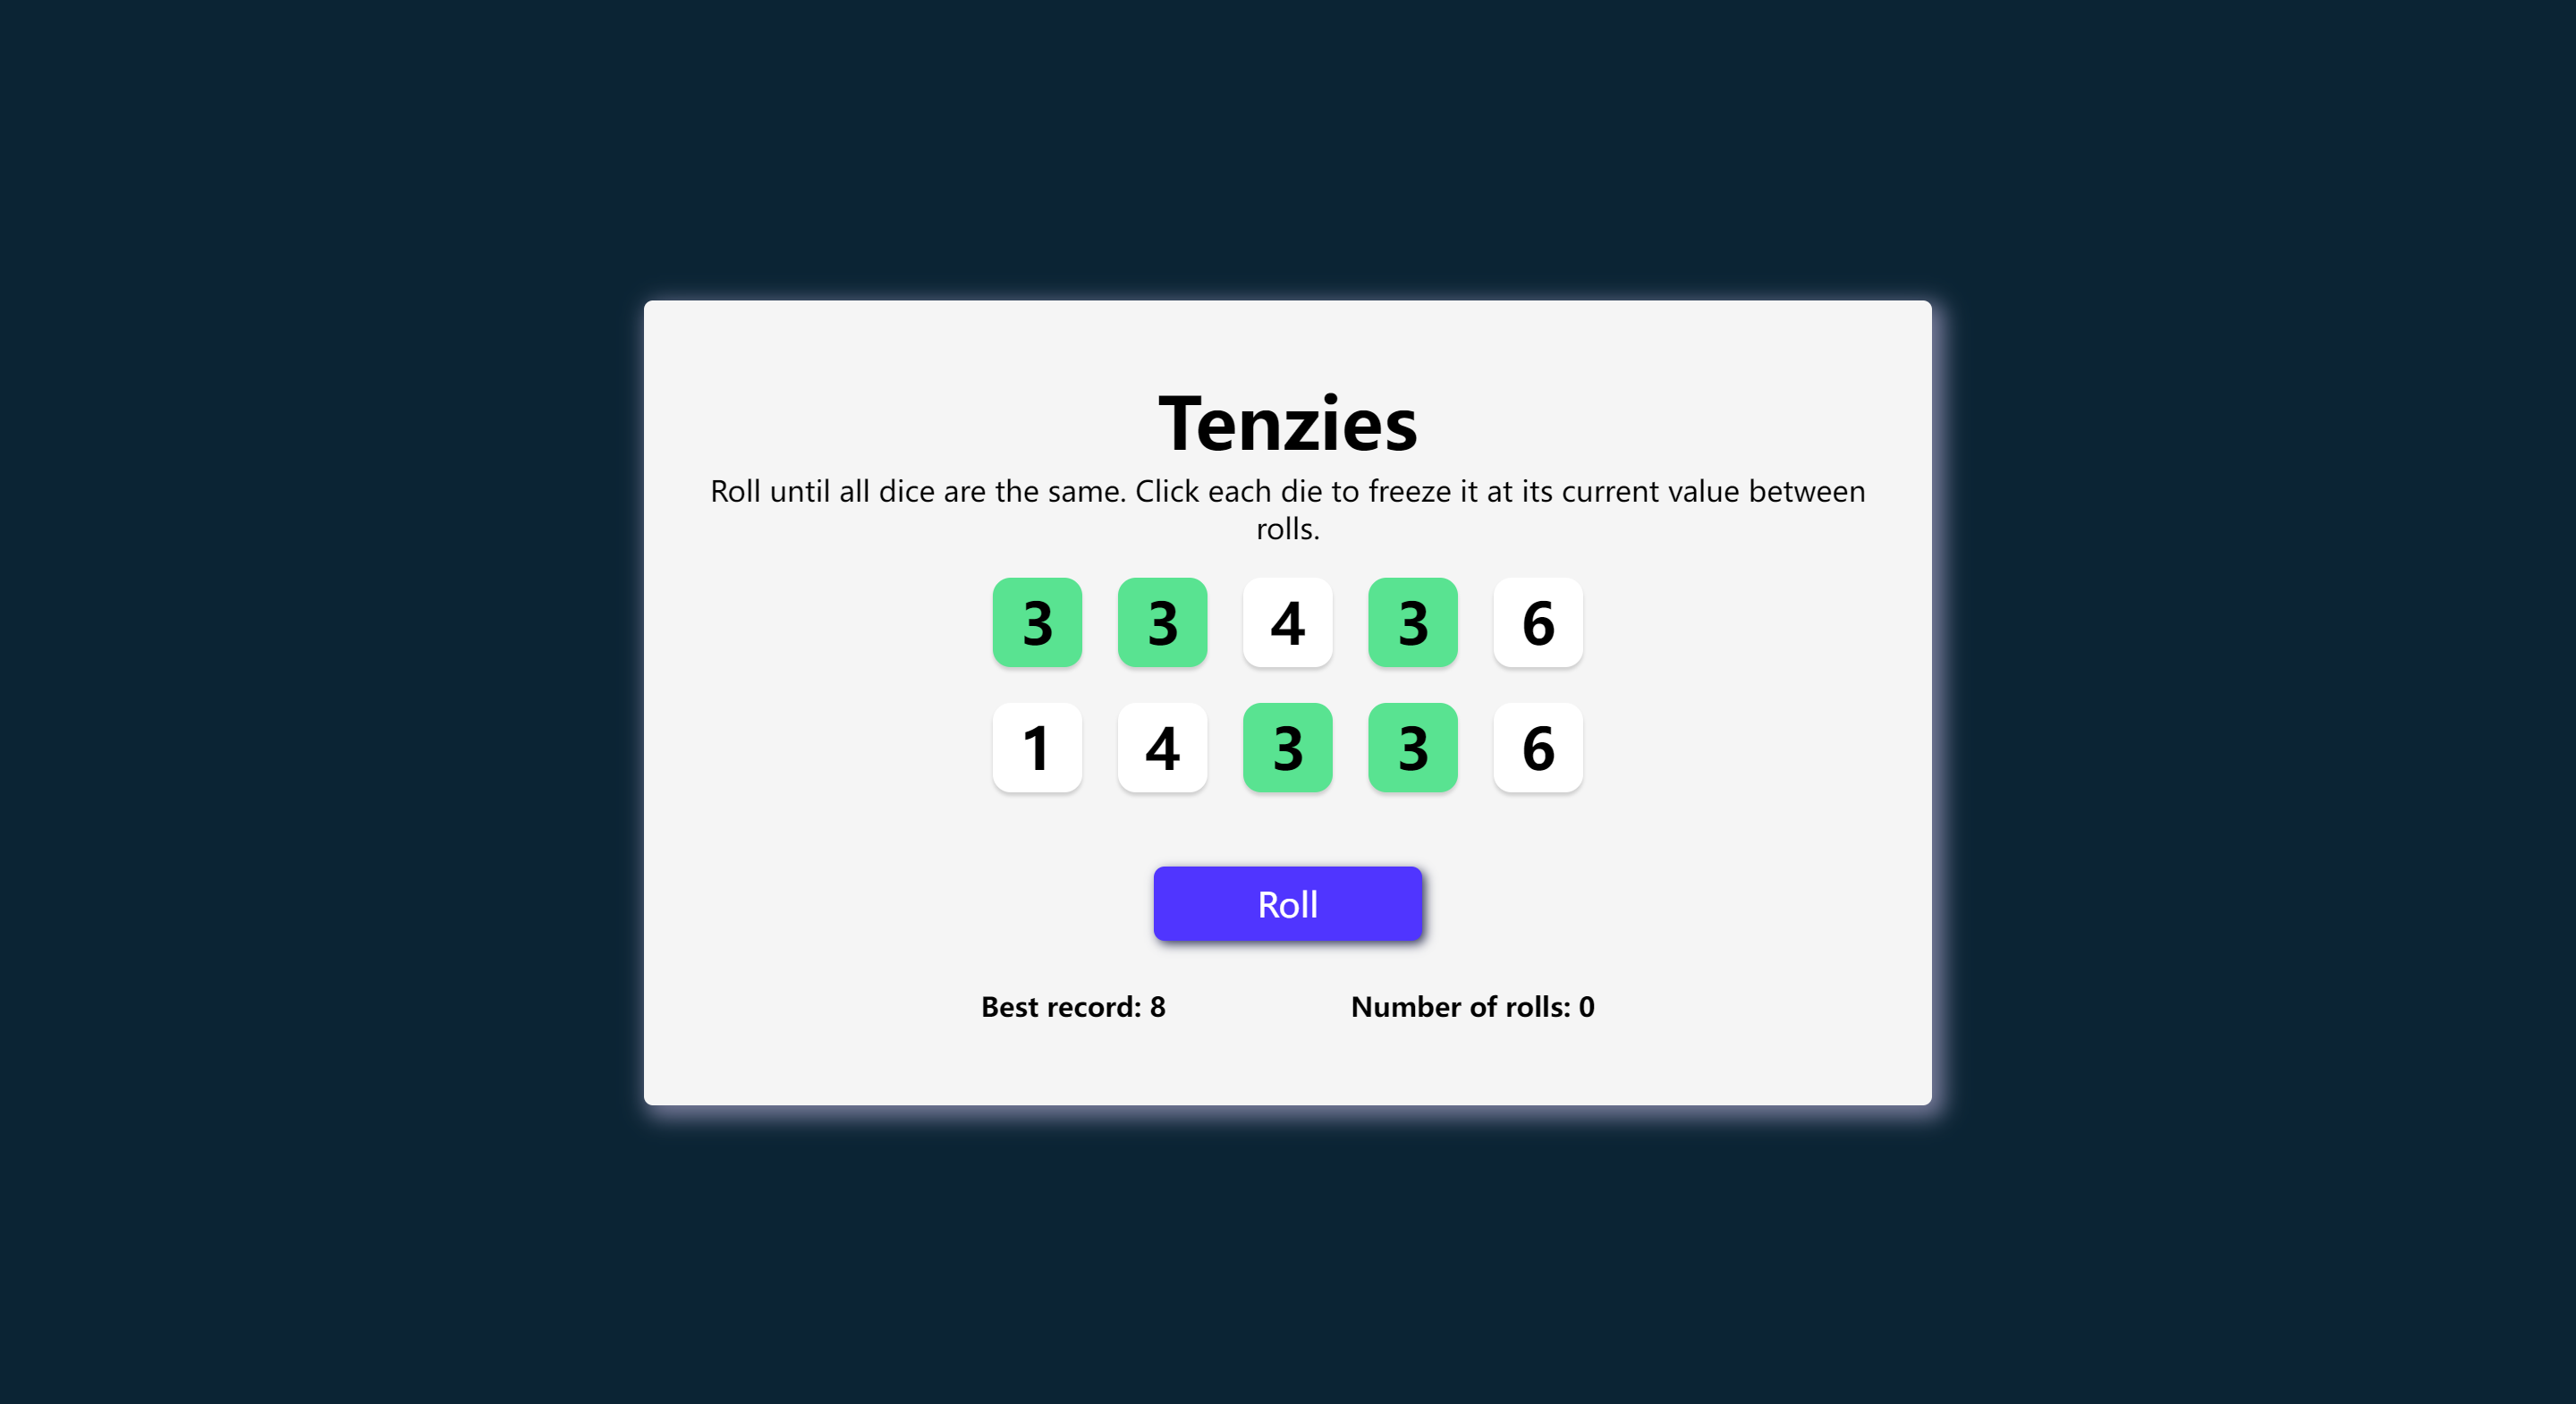 Tenzies
Roll until all dice are the same. Click each die to freeze it at its current value between
rolls.
3 3 4 3 6
1 4 3 3 6
Roll
Best record: 8 Number of rolls: 0